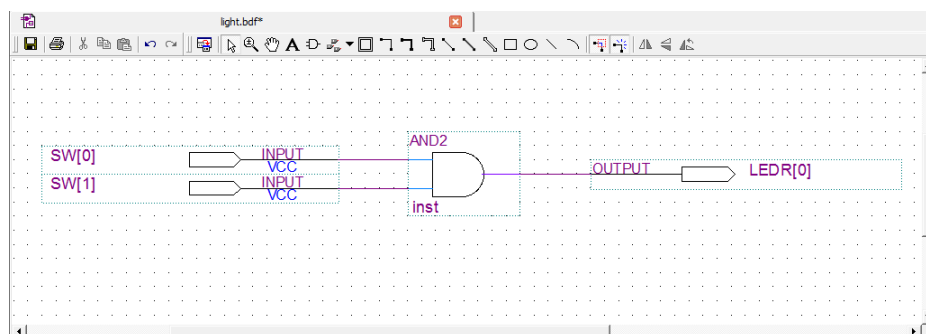 light.bdf*
AND2
SW[0] INPUT
VCC
OUTPUT LEDR[0]
SW[1] INPUT
VCC
inst